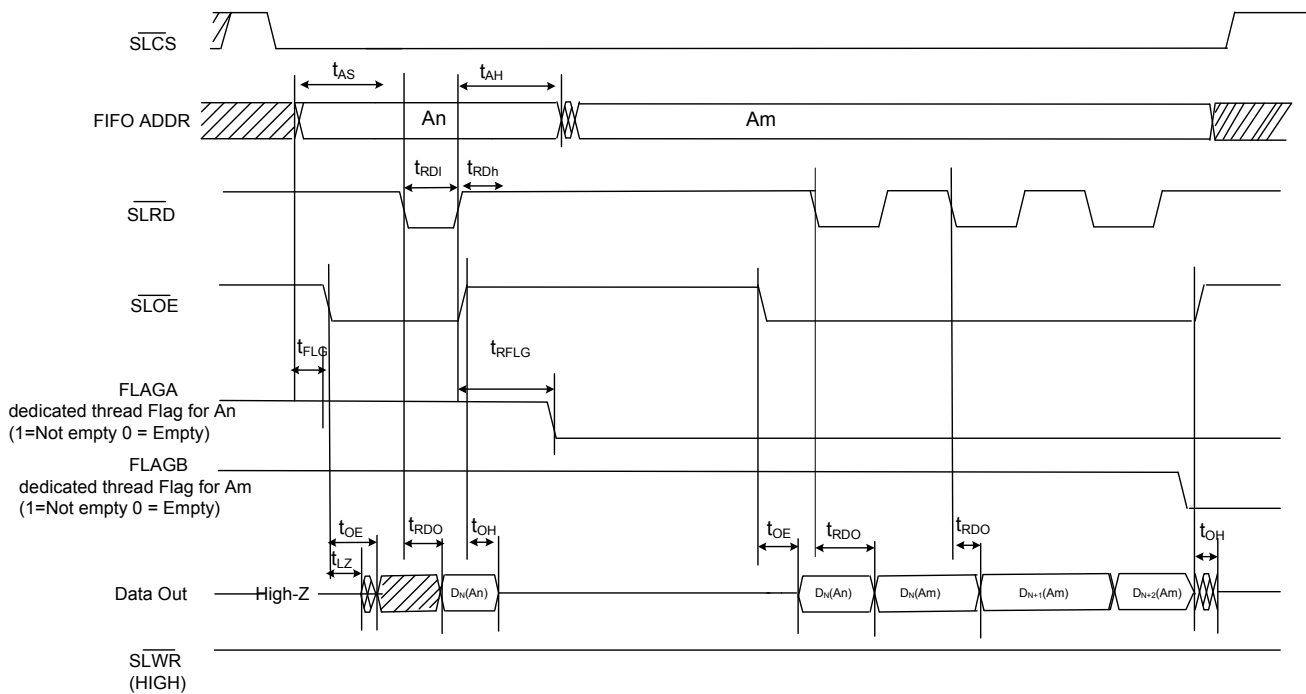 SLCS
tAS
tAH
FIFO ADDR
An
Am
tRDl
tRDh
SLRD
SLOE
tFLG
tRFLG
FLAGA
dedicated thread Flag for An
(1=Not empty 0 = Empty)
FLAGB
dedicated thread Flag for Am
(1=Not empty 0 = Empty)
tOE
tRDO
tOH
tOE
tRDO
tRDO
tOH
tLZ
Data Out
High-Z
DN(An)
DN(An)
DN(Am)
DN+1(Am)
DN+2(Am)
SLWR
(HIGH)